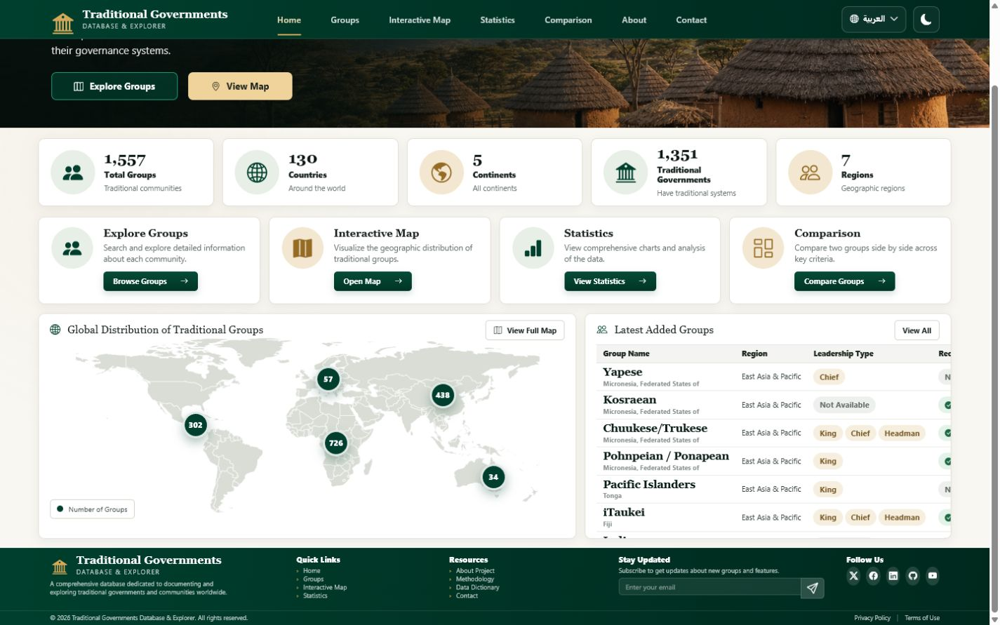 Traditional Governments
DATABASE & EXPLORER
Home
Groups
Interactive Map
Statistics
Comparison
About
Contact
العربية
their governance systems.
Explore Groups
View Map
1,557
Total Groups
Traditional communities
130
Countries
Around the world
5
Continents
All continents
1,351
Traditional
Governments
Have traditional systems
7
Regions
Geographic regions
Explore Groups
Search and explore detailed information
about each community.
Browse Groups
Interactive Map
Visualize the geographic distribution of
traditional groups.
Open Map
Statistics
View comprehensive charts and analysis
of the data.
View Statistics
Comparison
Compare two groups side by side across
key criteria.
Compare Groups
Global Distribution of Traditional Groups
View Full Map
57
438
302
726
34
Number of Groups
Latest Added Groups
View All
Group Name Region Leadership Type
Yapese
Micronesia, Federated States of
East Asia & Pacific
Chief
Kosraean
Micronesia, Federated States of
East Asia & Pacific
Not Available
Chuukese/Trukese
Micronesia, Federated States of
East Asia & Pacific
King Chief Headman
Pohnpeian / Ponapean
Micronesia, Federated States of
East Asia & Pacific
King
Pacific Islanders
Tonga
East Asia & Pacific
King
iTaukei
Fiji
East Asia & Pacific
King Chief Headman
Traditional Governments
DATABASE & EXPLORER
A comprehensive database dedicated to documenting and
exploring traditional governments and communities worldwide.
Quick Links
Home
Groups
Interactive Map
Statistics
Resources
About Project
Methodology
Data Dictionary
Contact
Stay Updated
Subscribe to get updates about new groups and features.
Enter your email
Follow Us
© 2026 Traditional Governments Database & Explorer. All rights reserved.
Privacy Policy | Terms of Use